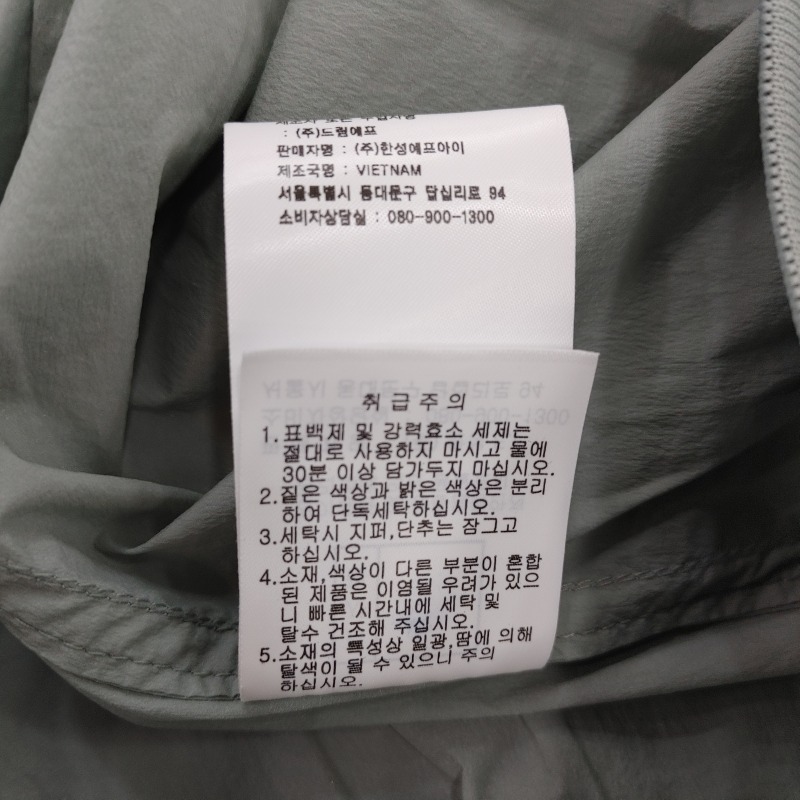 : (주)드림에프
판매자명 : (주)한성에프아이
제조국명 : VIETNAM
서울특별시 동대문구 답십리로 94
소비자상담실 : 080-900-1300
취급주의
1. 표백제 및 강력효소 세제는
절대로 사용하지 마시고 물에
30분 이상 담가두지 마십시오.
2. 짙은 색상과 밝은 색상은 분리
하여 단독세탁하십시오.
3. 세탁시 지퍼,단추는 잠그고
하십시오.
4. 소재,색상이 다른 부분이 혼합
된 제품은 이염될 우려가 있으
니 빠른 시간내에 세탁 및
탈수 건조해 주십시오.
5. 소재의 특성상 일광,땀에 의해
탈색이 될 수 있으니 주의
하십시오.